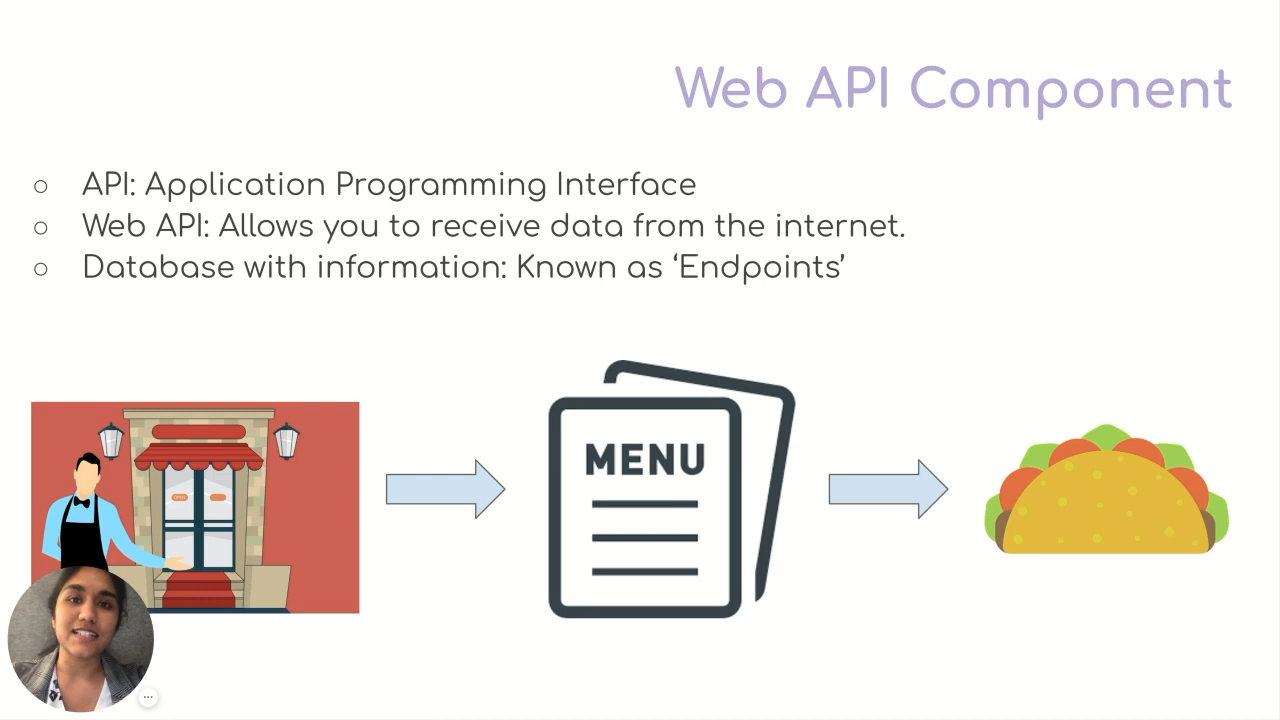 Web API Component
○ API: Application Programming Interface
○ Web API: Allows you to receive data from the internet.
○ Database with information: Known as ‘Endpoints’
MENU